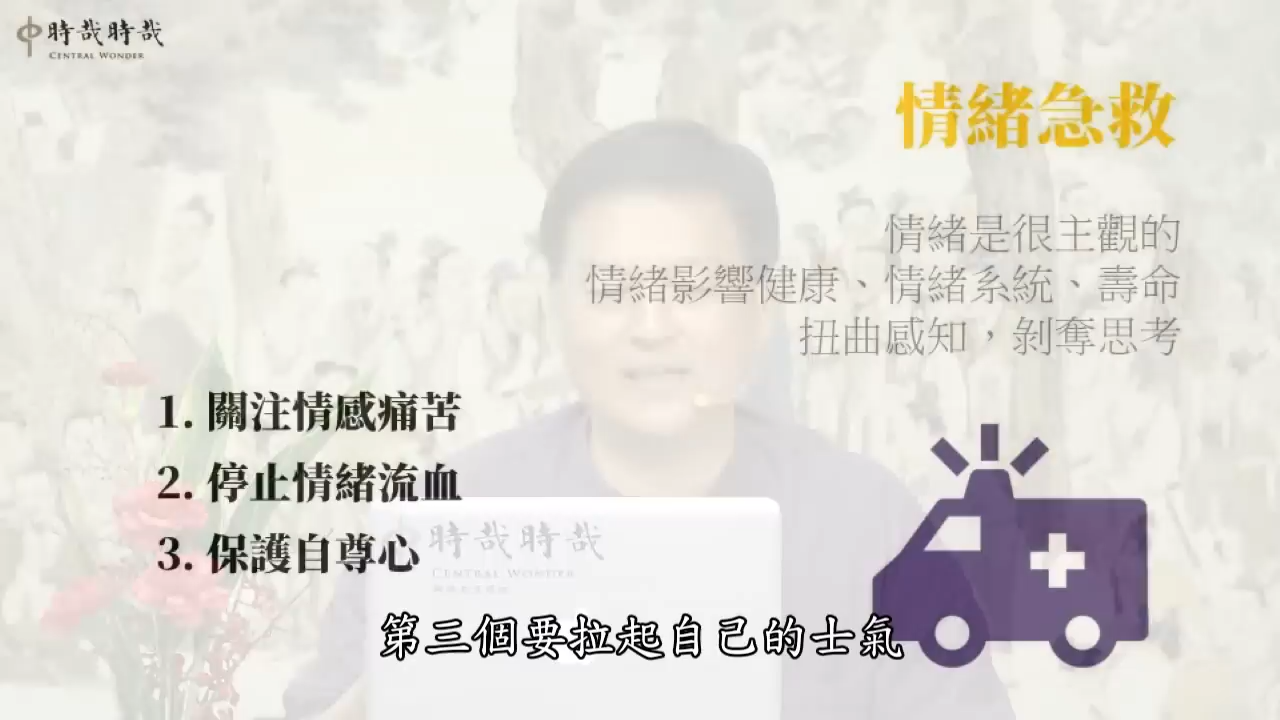 時哉時哉
CENTRAL WONDER
情緒急救
情緒是很主觀的
情緒影響健康、情緒系統、壽命
扭曲感知，剝奪思考
1. 關注情感痛苦
2. 停止情緒流血
3. 保護自尊心
時哉時哉
CENTRAL WONDER
第三個要拉起自己的士氣